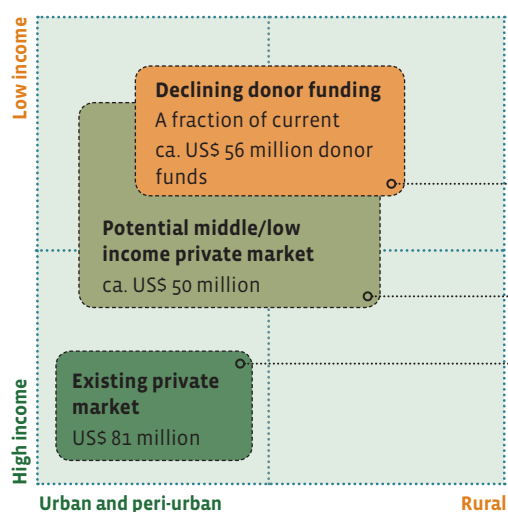 Low income
Declining donor funding
A fraction of current
ca. US$ 56 million donor
funds
Potential middle/low
income private market
ca. US$ 50 million
Existing private
market
US$ 81 million
High income
Urban and peri-urban
Rural